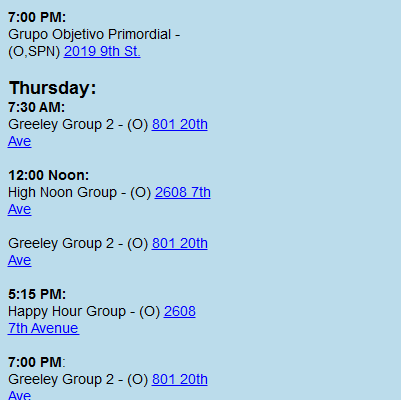 7:00 PM:
Grupo Objetivo Primordial -
(O,SPN) 2019 9th St.
Thursday:
7:30 AM:
Greeley Group 2 - (O) 801 20th
Ave
12:00 Noon:
High Noon Group - (O) 2608 7th
Ave
Greeley Group 2 - (O) 801 20th
Ave
5:15 PM:
Happy Hour Group - (O) 2608
7th Avenue
7:00 PM:
Greeley Group 2 - (O) 801 20th
Ave